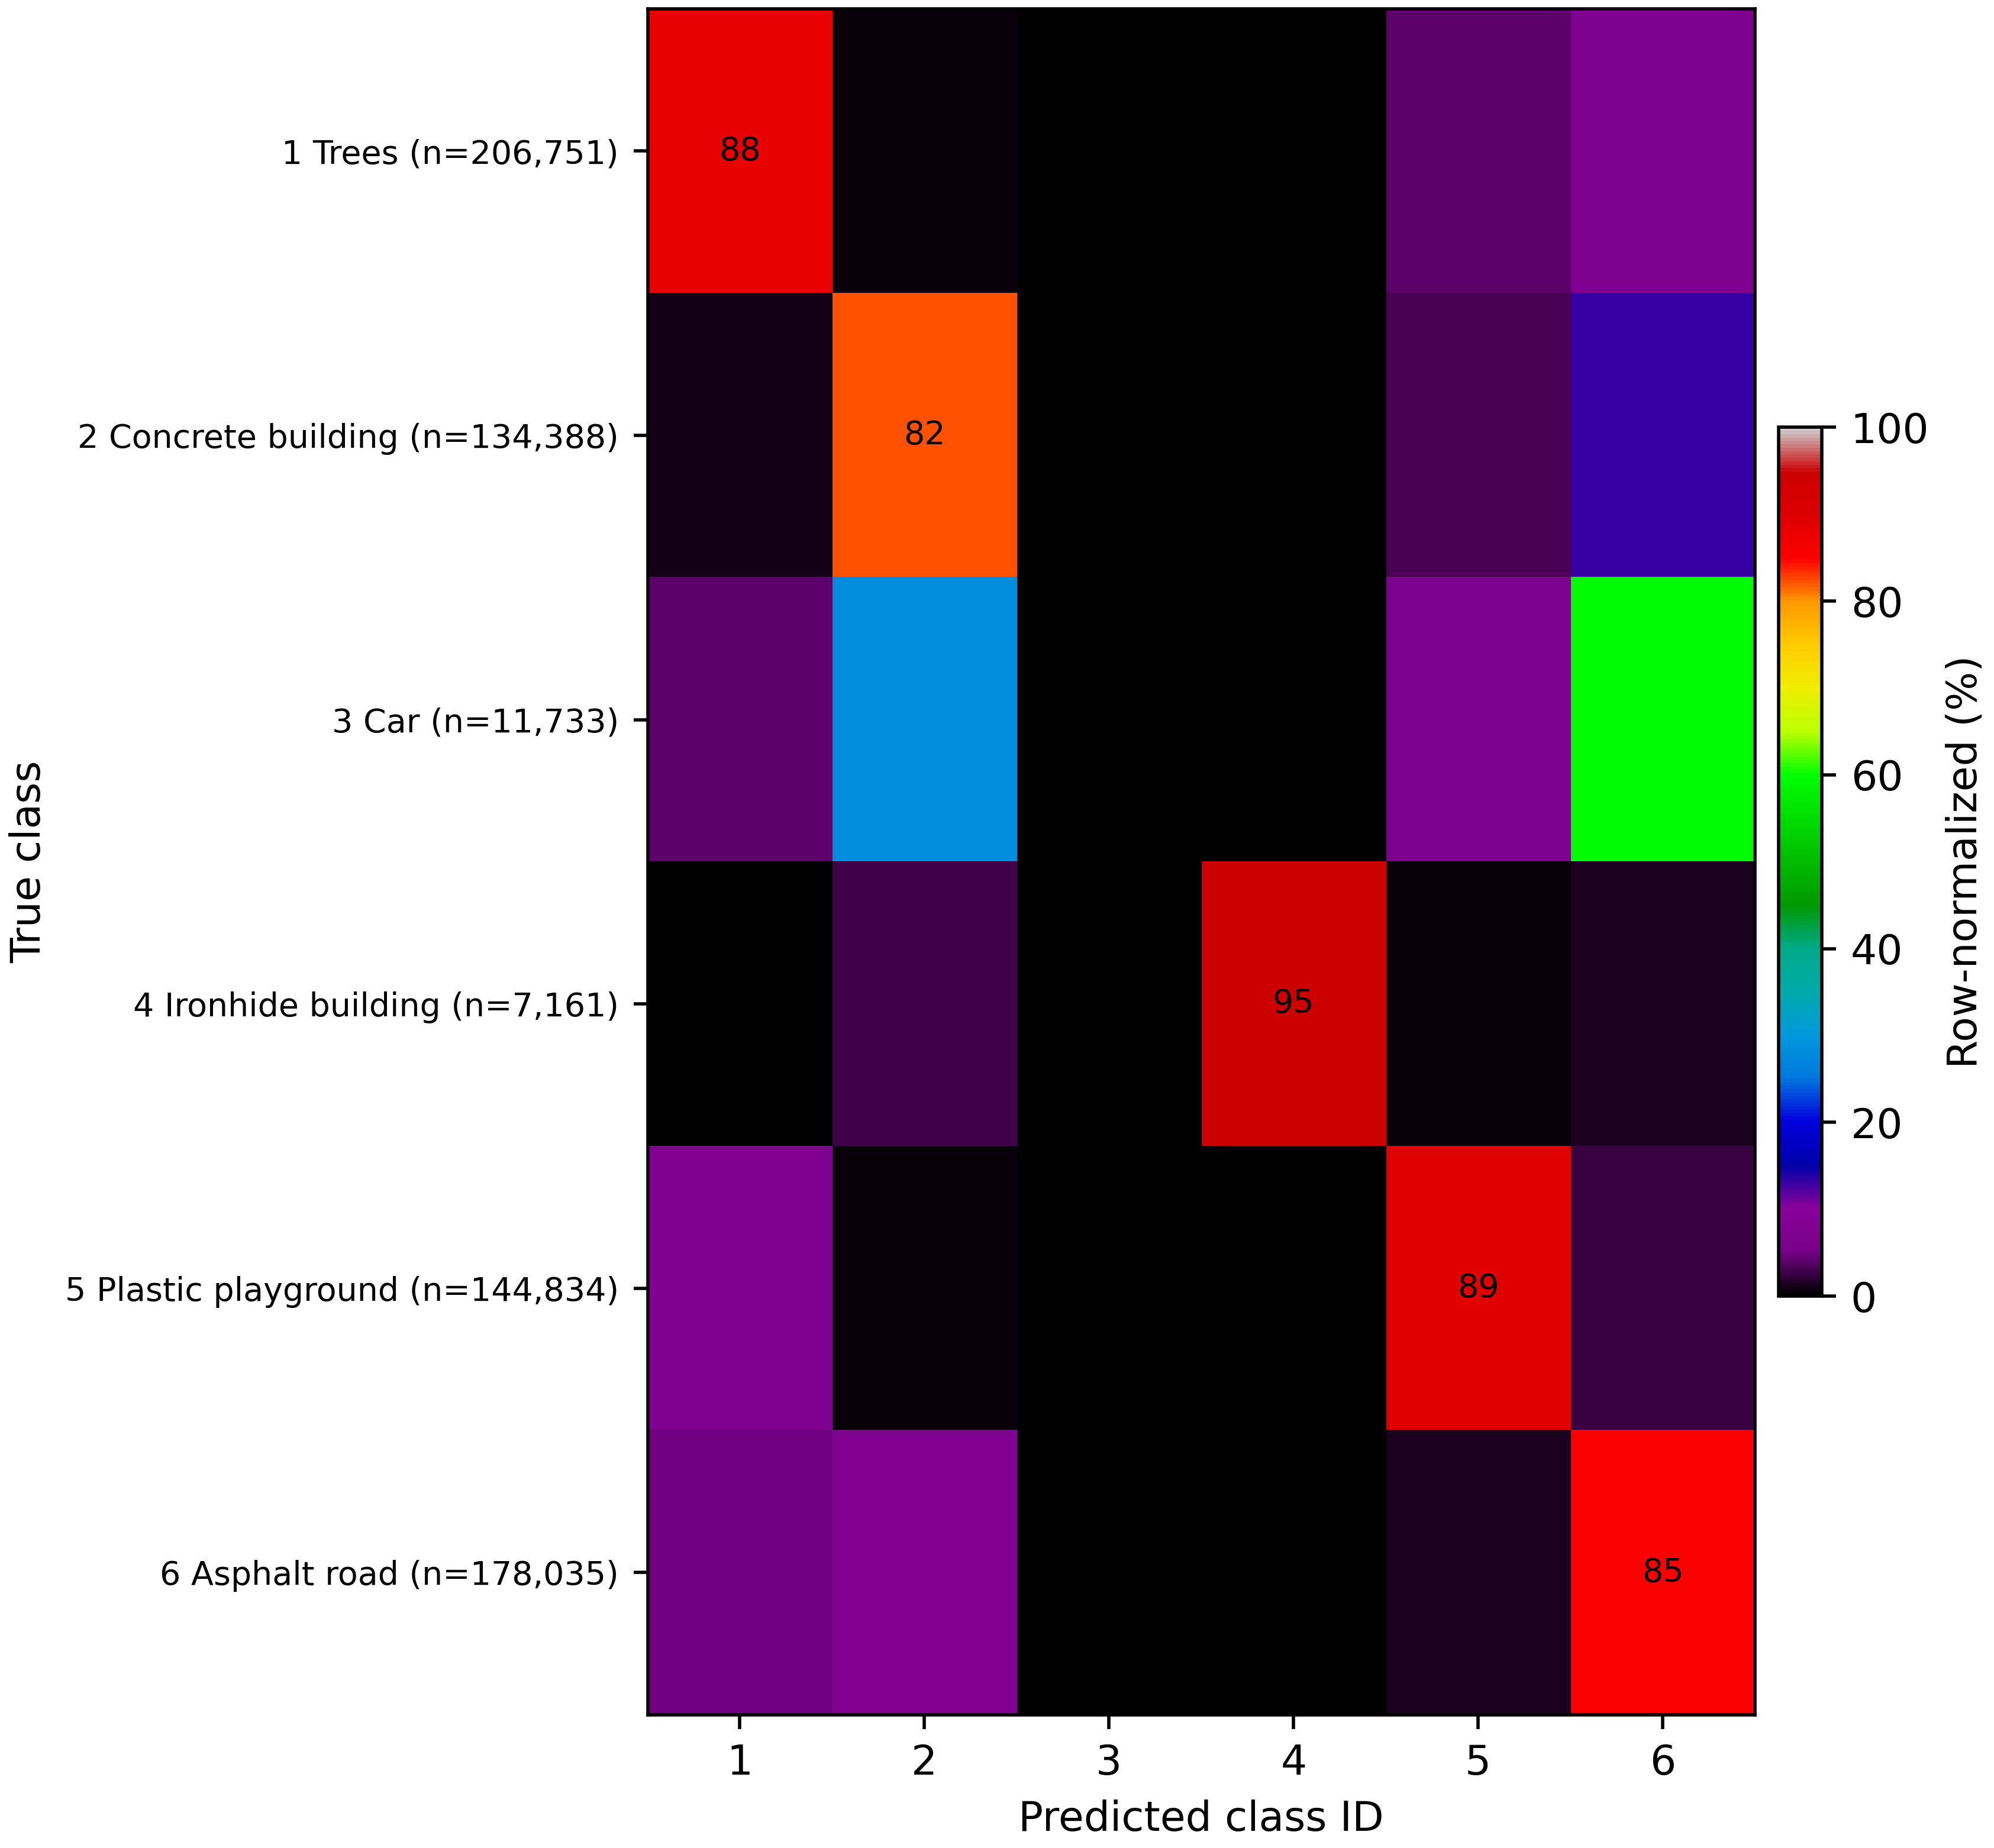 True class
1 Trees (n=206,751)
2 Concrete building (n=134,388)
3 Car (n=11,733)
4 Ironhide building (n=7,161)
5 Plastic playground (n=144,834)
6 Asphalt road (n=178,035)
88
82
95
89
85
1 2 3 4 5 6
Predicted class ID
100
80
60
40
20
0
Row-normalized (%)